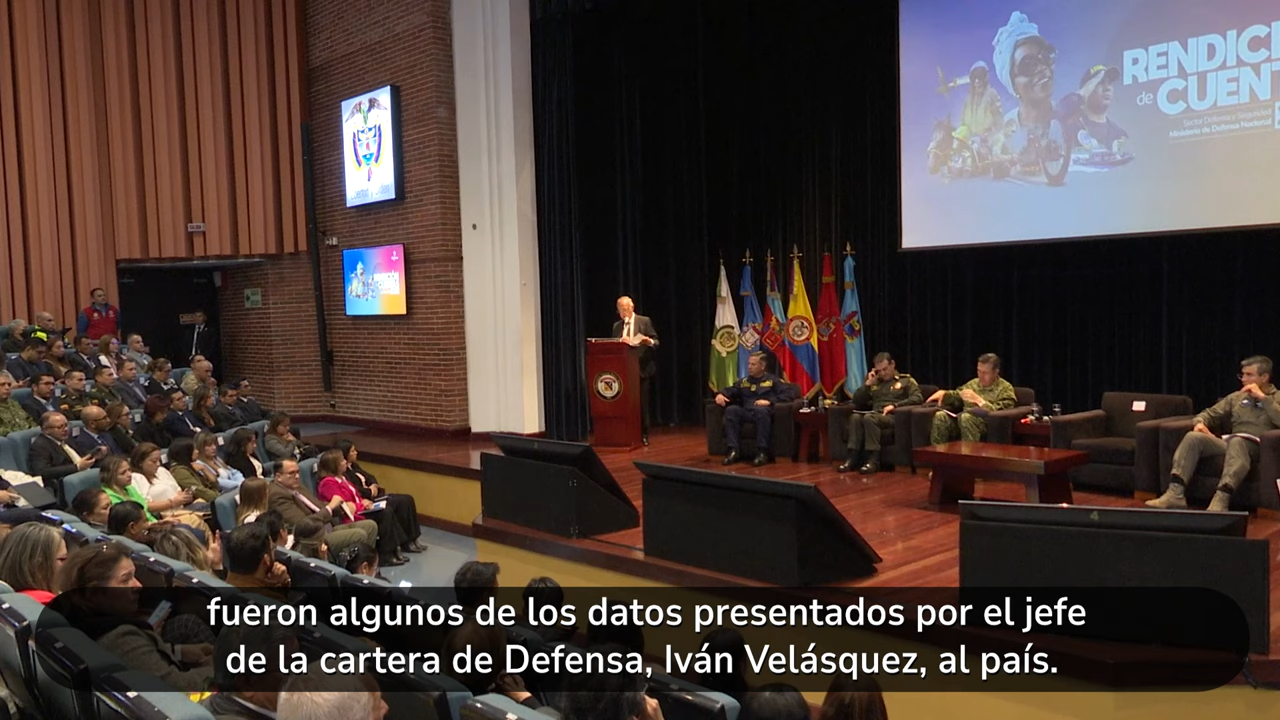 RENDICI
de CUENT
Sector Defensa y Seguridad
Ministerio de Defensa Nacional
fueron algunos de los datos presentados por el jefe
de la cartera de Defensa, Iván Velásquez, al país.